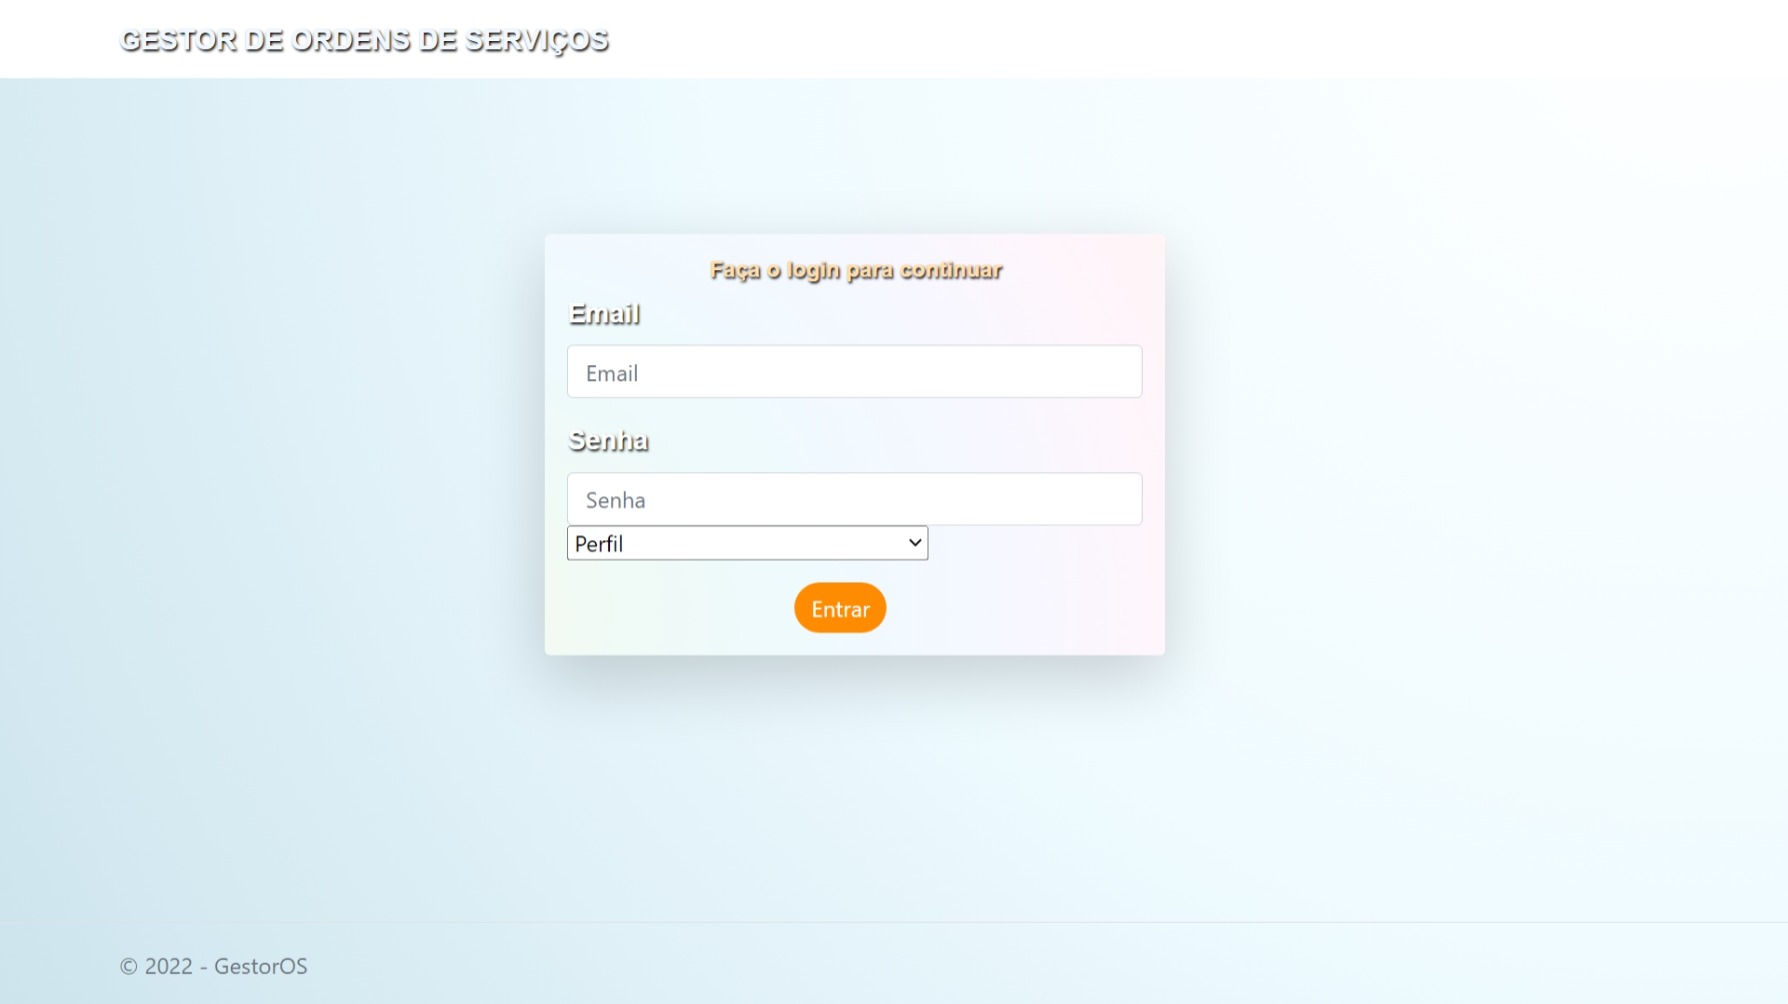 GESTOR DE ORDENS DE SERVIÇOS
Faça o login para continuar
Email
Email
Senha
Senha
Perfil
Entrar
© 2022 - GestorOS